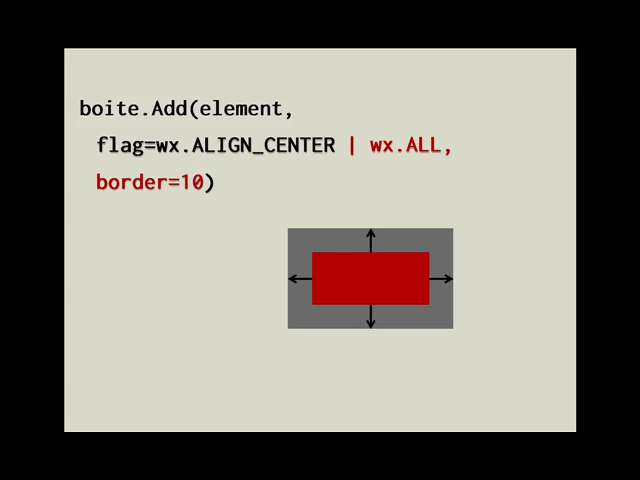 boite.Add(element,
flag=wx.ALIGN_CENTER | wx.ALL,
border=10)